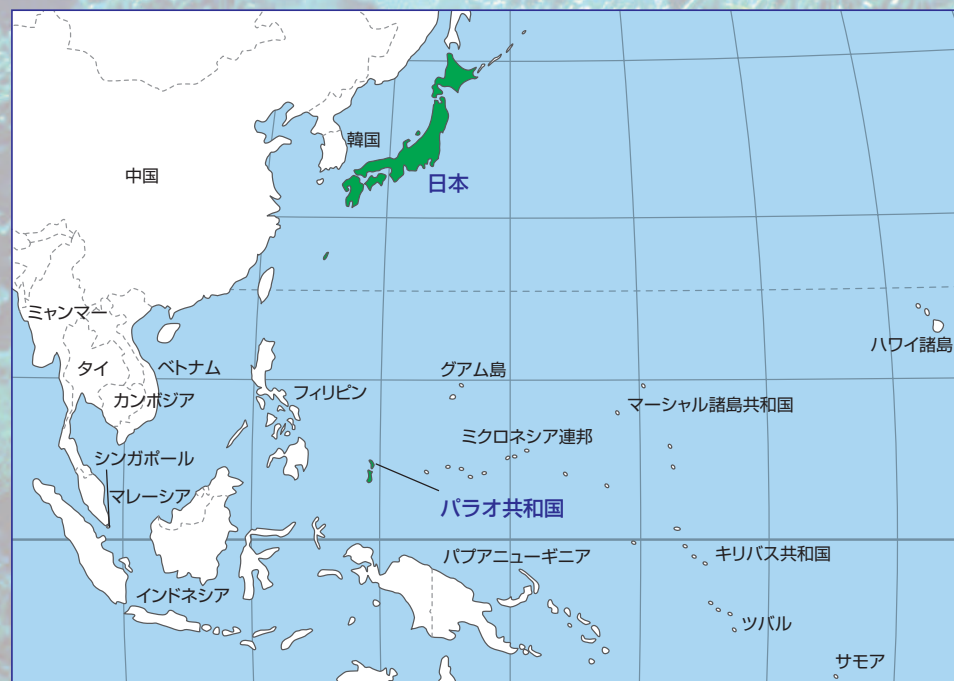 韓国
中国
日本
ミャンマー
ハワイ諸島
タイ
ベトナム
グアム島
カンボジア
フィリピン
マーシャル諸島共和国
ミクロネシア連邦
シンガポール
マレーシア
パラオ共和国
パプアニューギニア
キリバス共和国
インドネシア
ツバル
サモア